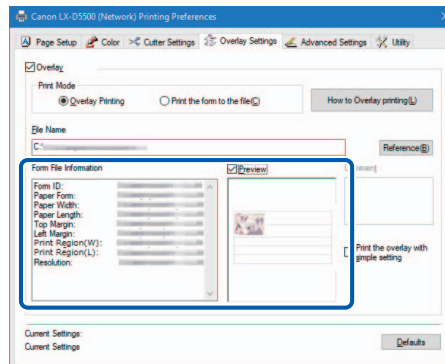 Canon LX-D5500 (Network) Printing Preferences
Page Setup Color Cutter Settings Overlay Settings Advanced Settings Utility
Overlay
Print Mode
Overlay Printing Print the form to the file(C) How to Overlay printing(L)
File Name
C:\
Reference(B)
Form File Information Preview
Form ID:
Paper Form:
Paper Width:
Paper Length:
Top Margin:
Left Margin:
Print Region(W):
Print Region(L):
Resolution:
Print the overlay with
simple setting
Current Settings:
Current Settings
Defaults